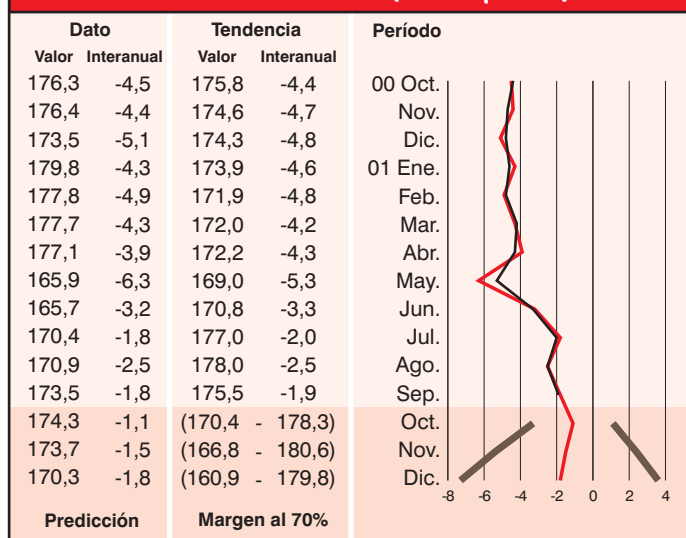 Dato Tendencia Período
Valor Interanual Valor Interanual
176,3 -4,5 175,8 -4,4 00 Oct.
176,4 -4,4 174,6 -4,7 Nov.
173,5 -5,1 174,3 -4,8 Dic.
179,8 -4,3 173,9 -4,6 01 Ene.
177,8 -4,9 171,9 -4,8 Feb.
177,7 -4,3 172,0 -4,2 Mar.
177,1 -3,9 172,2 -4,3 Abr.
165,9 -6,3 169,0 -5,3 May.
165,7 -3,2 170,8 -3,3 Jun.
170,4 -1,8 177,0 -2,0 Jul.
170,9 -2,5 178,0 -2,5 Ago.
173,5 -1,8 175,5 -1,9 Sep.
174,3 -1,1 (170,4 - 178,3) Oct.
173,7 -1,5 (166,8 - 180,6) Nov.
170,3 -1,8 (160,9 - 179,8) Dic.
-8 -6 -4 -2 0 2 4
Predicción Margen al 70%